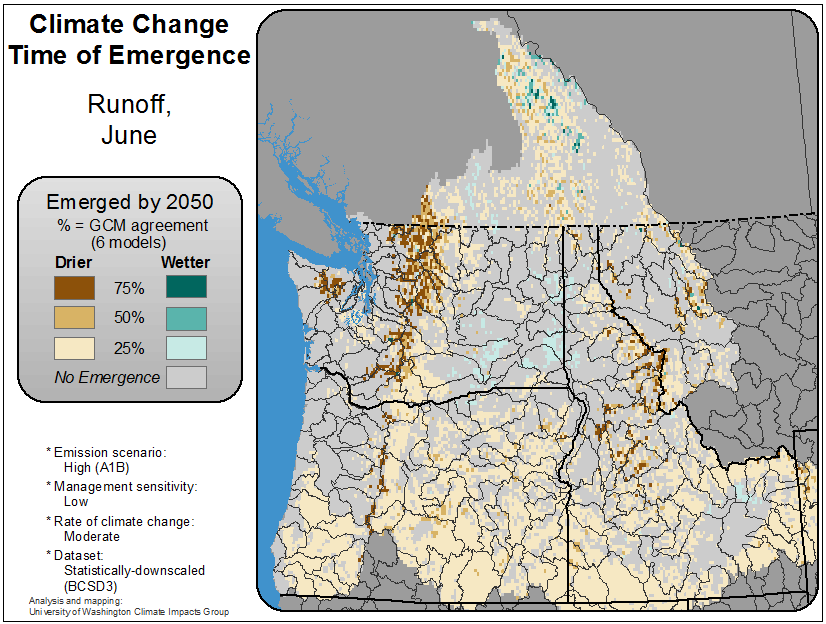 Climate Change
Time of Emergence
Runoff,
June
Emerged by 2050
% = GCM agreement
(6 models)
Drier Wetter
75%
50%
25%
No Emergence
* Emission scenario:
High (A1B)
* Management sensitivity:
Low
* Rate of climate change:
Moderate
* Dataset:
Statistically-downscaled
(BCSD3)
Analysis and mapping:
University of Washington Climate Impacts Group